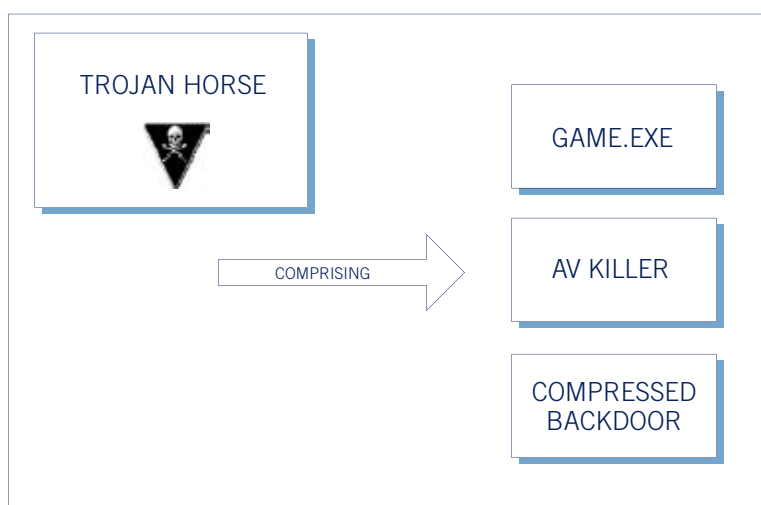 TROJAN HORSE
COMPRISING
GAME.EXE
AV KILLER
COMPRESSED
BACKDOOR